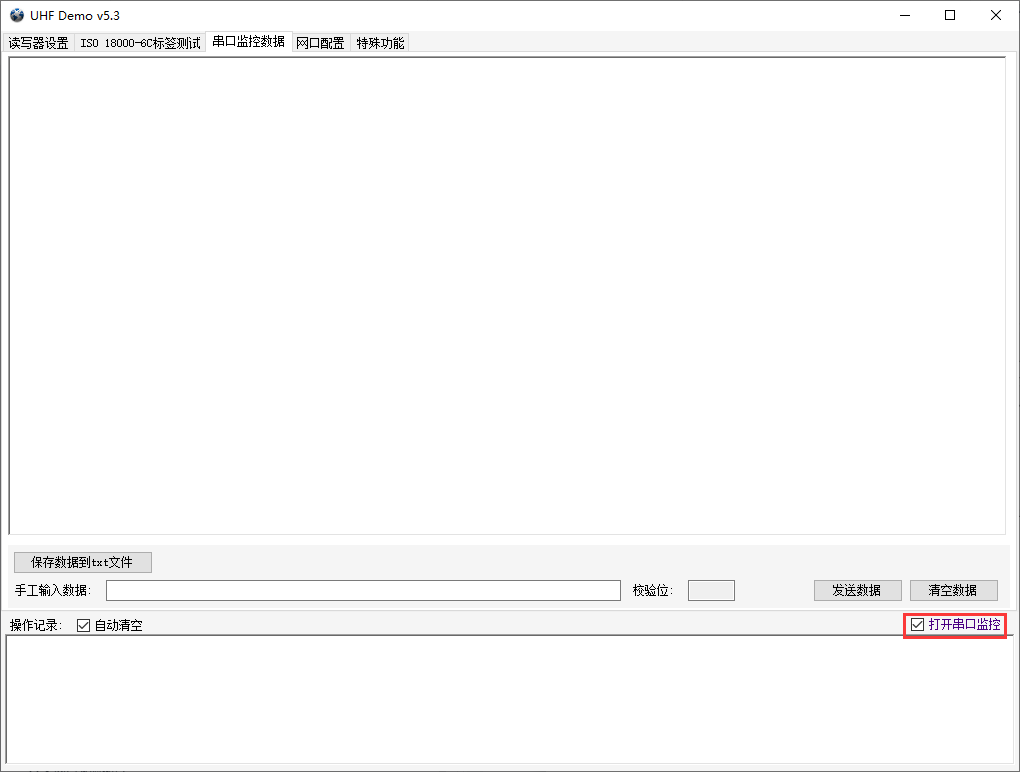 UHF Demo v5.3
读写器设置 ISO 18000-6C标签测试 串口监控数据 网口配置 特殊功能
保存数据到txt文件
手工输入数据: 校验位: 发送数据 清空数据
操作记录: 自动清空 打开串口监控